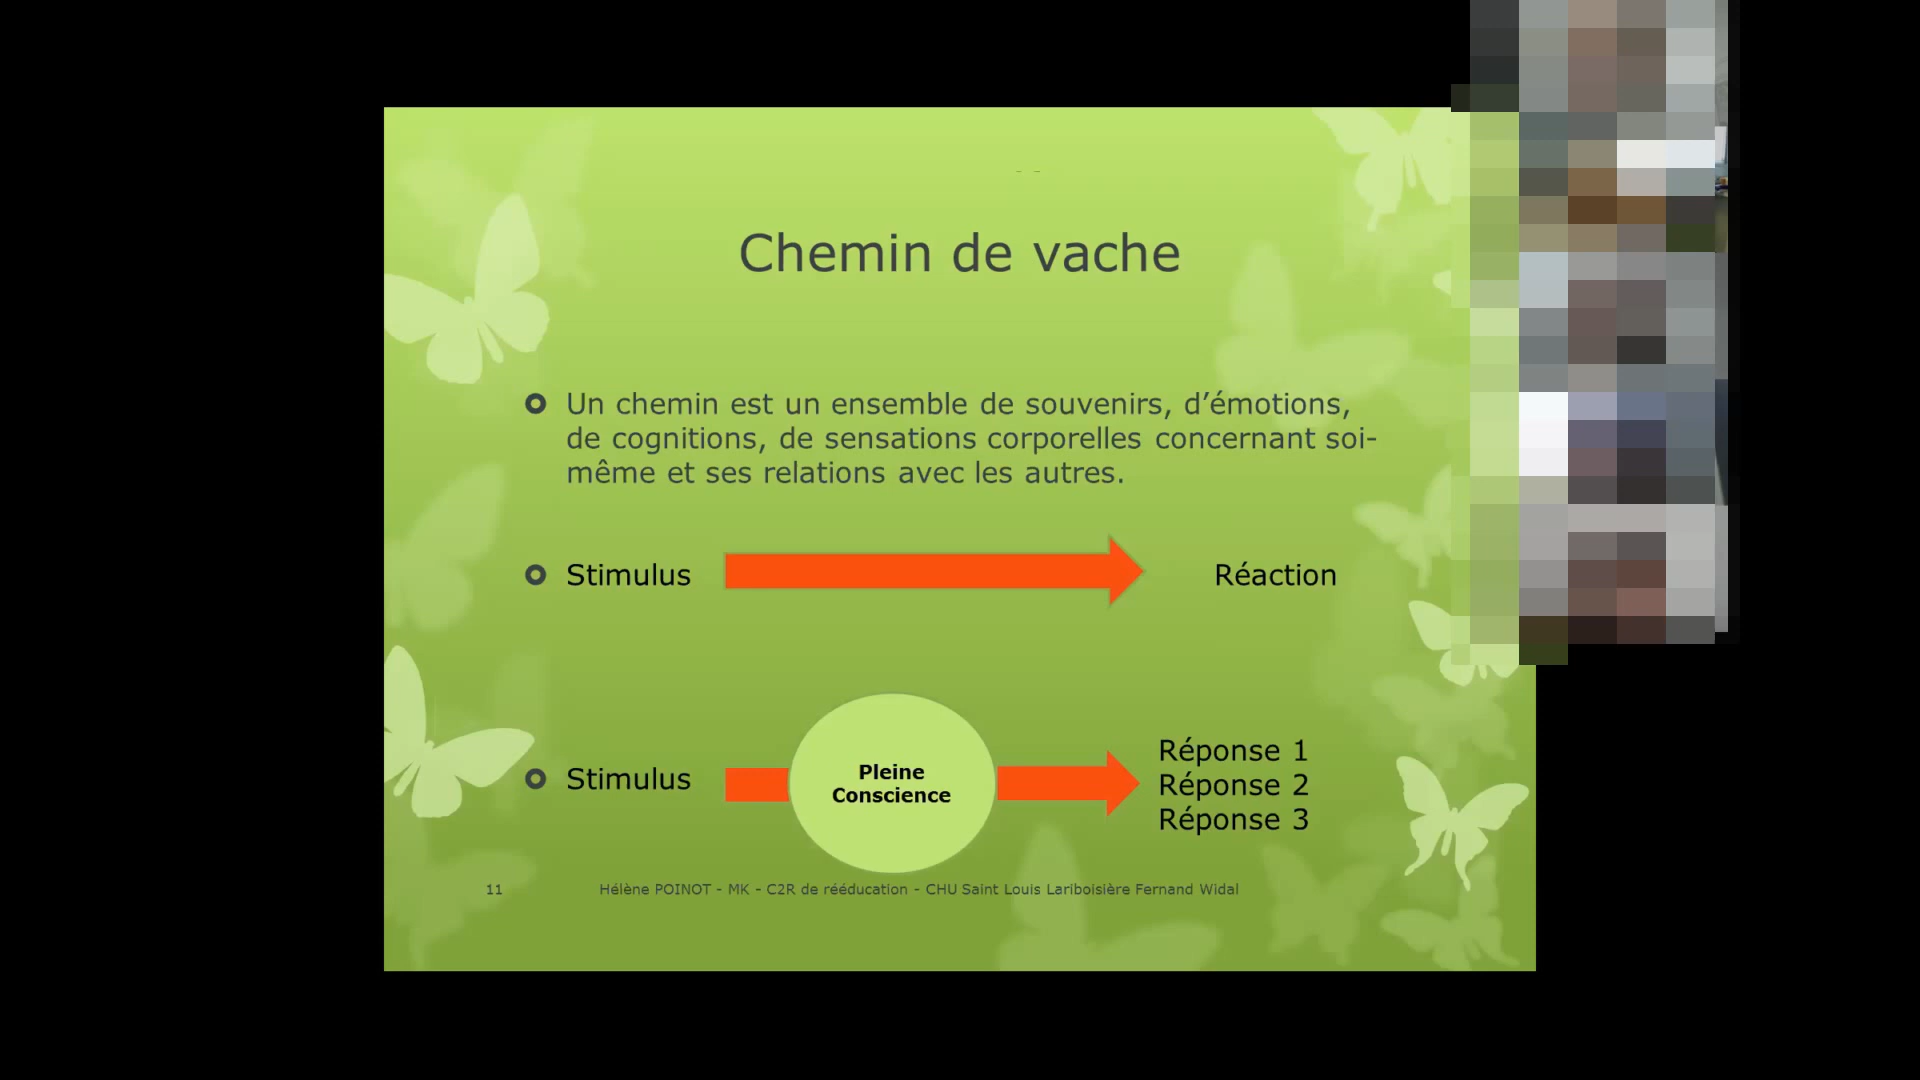 Chemin de vache
Un chemin est un ensemble de souvenirs, d’émotions,
de cognitions, de sensations corporelles concernant soi-
même et ses relations avec les autres.
Stimulus Réaction
Stimulus
Pleine
Conscience
Réponse 1
Réponse 2
Réponse 3
11 Hélène POINOT - MK - C2R de rééducation - CHU Saint Louis Lariboisière Fernand Widal